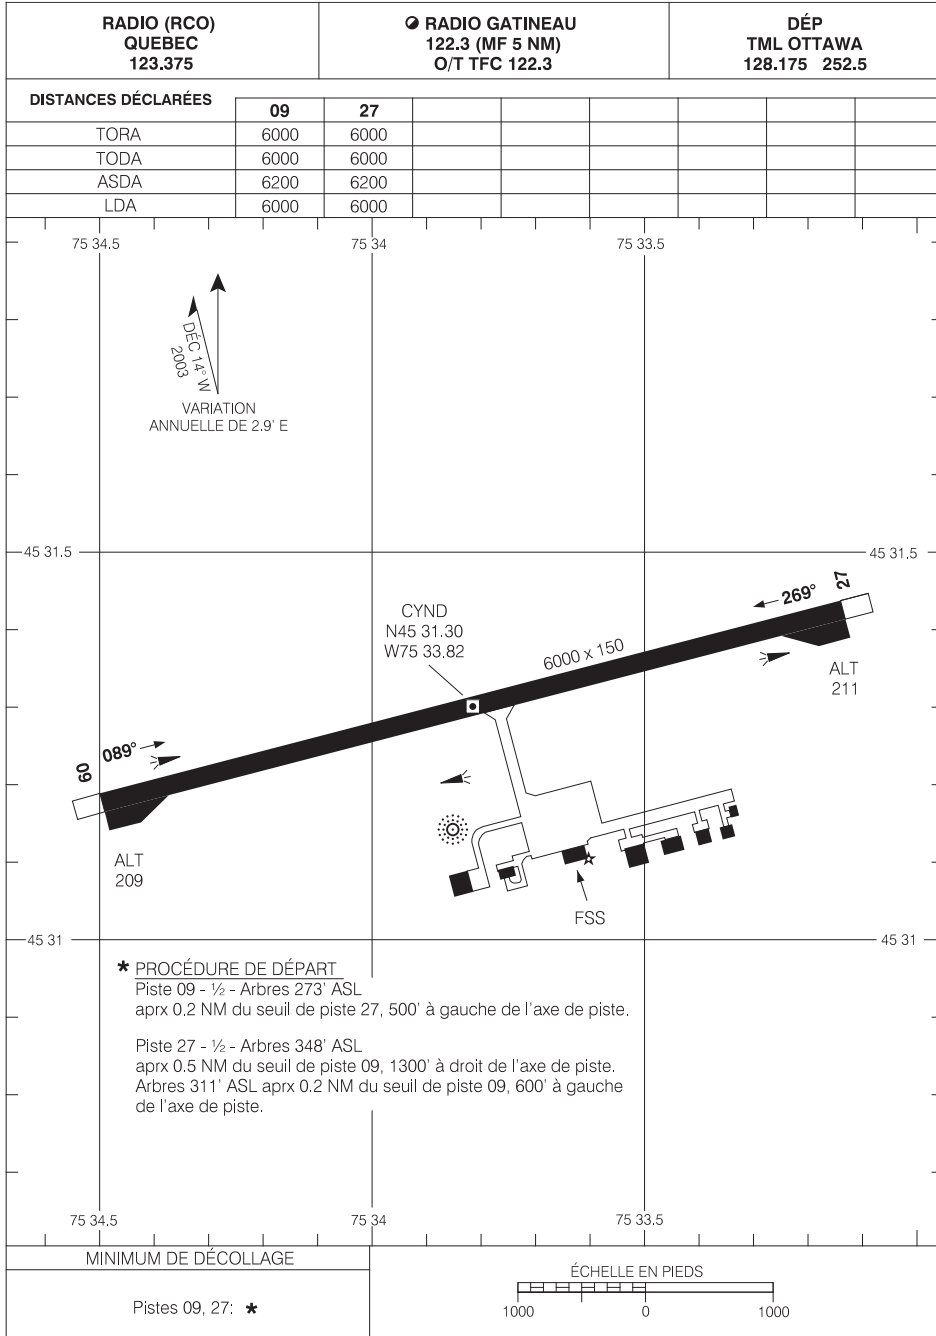 RADIO (RCO)
QUEBEC
123.375
RADIO GATINEAU
122.3 (MF 5 NM)
O/T TFC 122.3
DÉP
TML OTTAWA
128.175 252.5
DISTANCES DÉCLARÉES
09 27
TORA 6000 6000
TODA 6000 6000
ASDA 6200 6200
LDA 6000 6000
75 34.5 75 34 75 33.5
DÉC 14° W
2003
VARIATION
ANNUELLE DE 2.9' E
45 31.5 45 31.5
27
269°
CYND
N45 31.30
W75 33.82
6000 x 150
ALT
211
089°
09
ALT
209
FSS
45 31 45 31
* PROCÉDURE DE DÉPART
Piste 09 - ½ - Arbres 273' ASL
aprx 0.2 NM du seuil de piste 27, 500' à gauche de l'axe de piste.
Piste 27 - ½ - Arbres 348' ASL
aprx 0.5 NM du seuil de piste 09, 1300' à droit de l'axe de piste.
Arbres 311' ASL aprx 0.2 NM du seuil de piste 09, 600' à gauche
de l'axe de piste.
75 34.5 75 34 75 33.5
MINIMUM DE DÉCOLLAGE
Pistes 09, 27: *
ÉCHELLE EN PIEDS
1000 0 1000